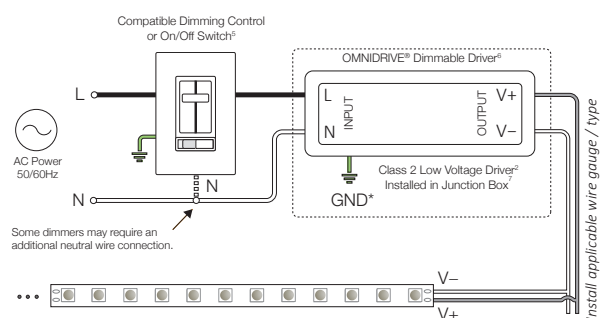 Compatible Dimming Control
or On/Off Switch⁵
OMNIDRIVE® Dimmable Driver⁶
L
L
INPUT
N
OUTPUT
V+
V–
AC Power
50/60Hz
N
N
GND*
Class 2 Low Voltage Driver²
Installed in Junction Box⁷
Some dimmers may require an
additional neutral wire connection.
V–
V+
Install applicable wire gauge / type